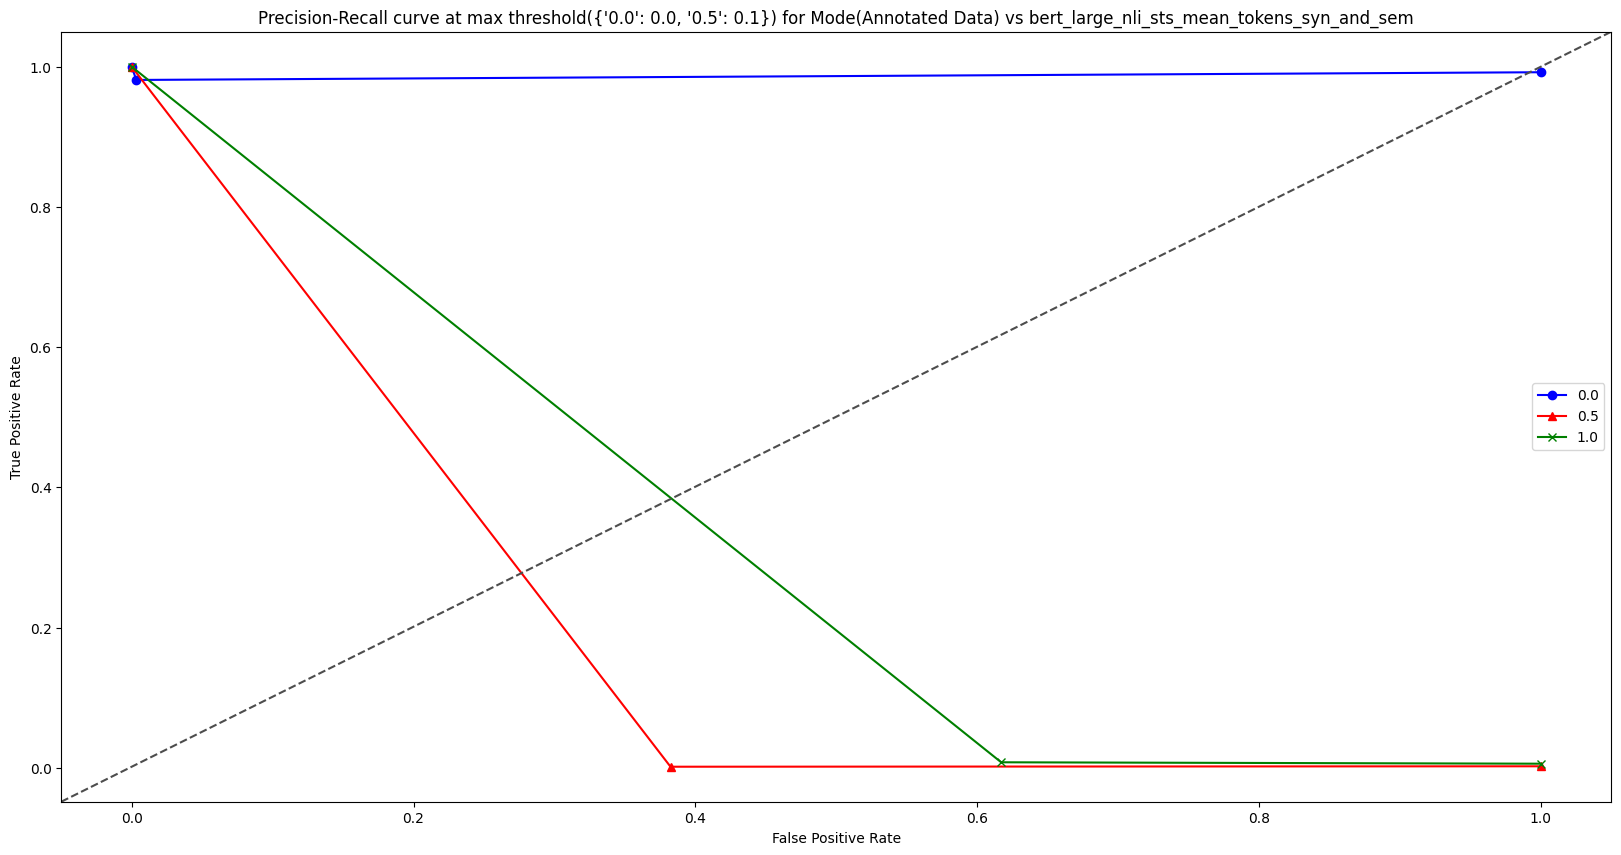 Precision-Recall curve at max threshold({'0.0': 0.0, '0.5': 0.1}) for Mode(Annotated Data) vs bert_large_nli_sts_mean_tokens_syn_and_sem
1.0
0.8
0.6
0.4
0.2
0.0
True Positive Rate
0.0
0.5
1.0
0.0 0.2 0.4 0.6 0.8 1.0
False Positive Rate